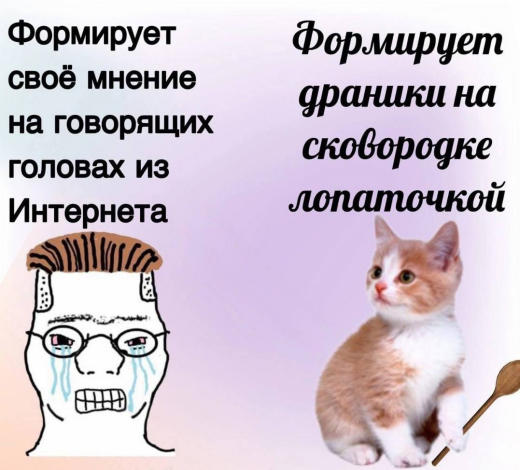 Формирует
своё мнение
на говорящих
головах из
Интернета
Формирует
драники на
сковородке
лопаточкой